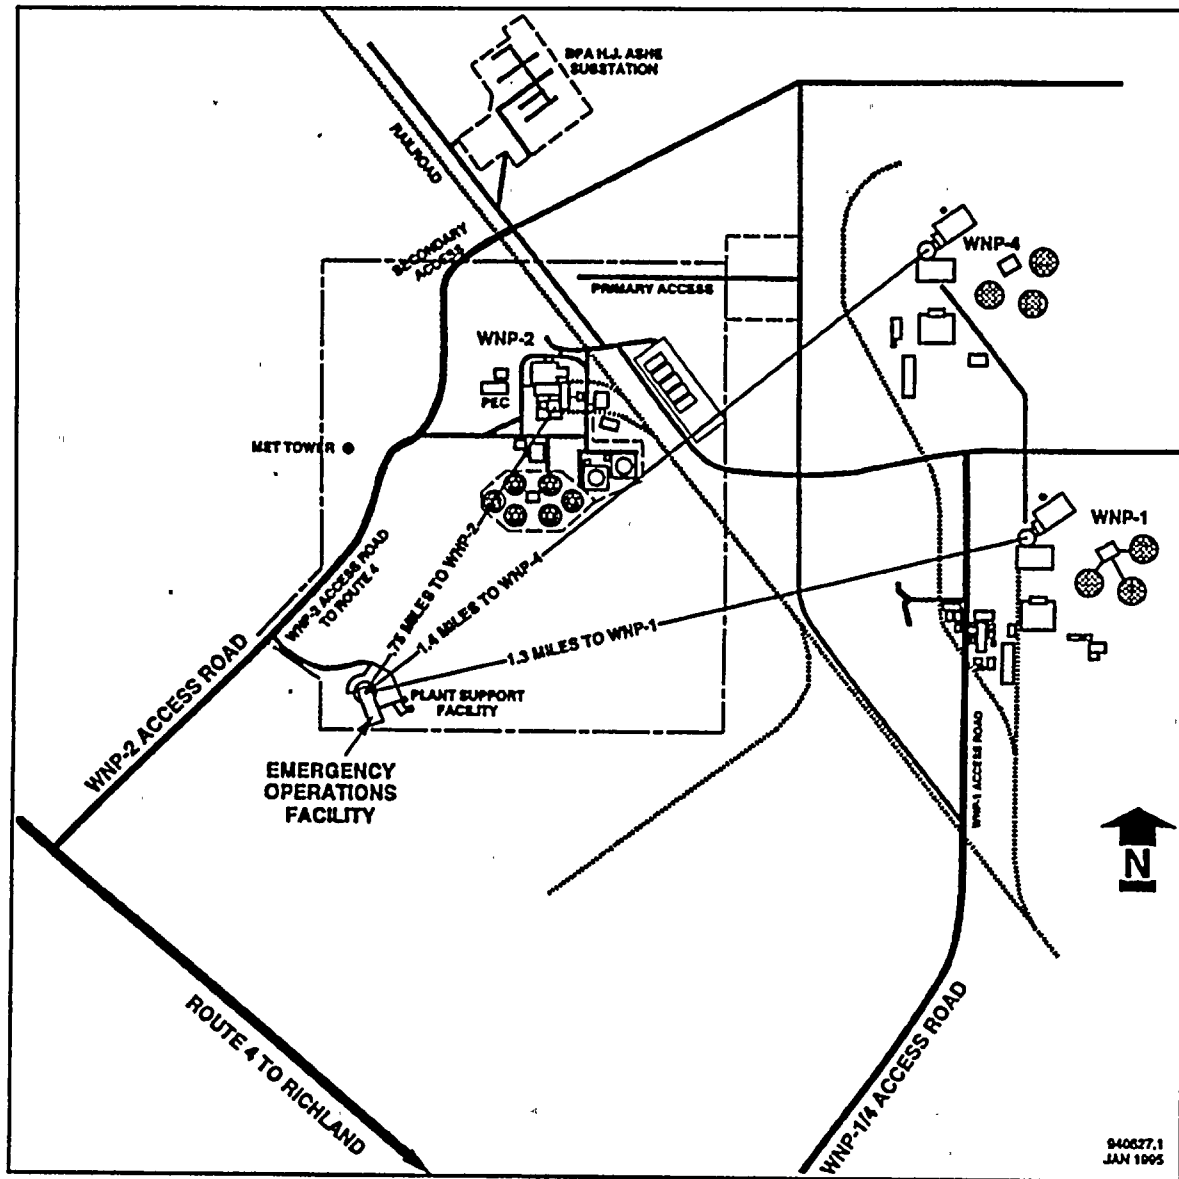 BPA H.J. ASHE
SUBSTATION
RAILROAD
SECONDARY
ACCESS
WNP-4
PRIMARY ACCESS
WNP-2
PEC
MET TOWER
WNP-1
WNP-2 ACCESS ROAD
TO ROUTE 4
.75 MILES TO WNP-2
1.4 MILES TO WNP-4
1.3 MILES TO WNP-1
WNP-2 ACCESS ROAD
PLANT SUPPORT
FACILITY
EMERGENCY
OPERATIONS
FACILITY
WNP-1 ACCESS ROAD
N
ROUTE 4 TO RICHLAND
WNP-1/4 ACCESS ROAD
940627.1
JAN 1995